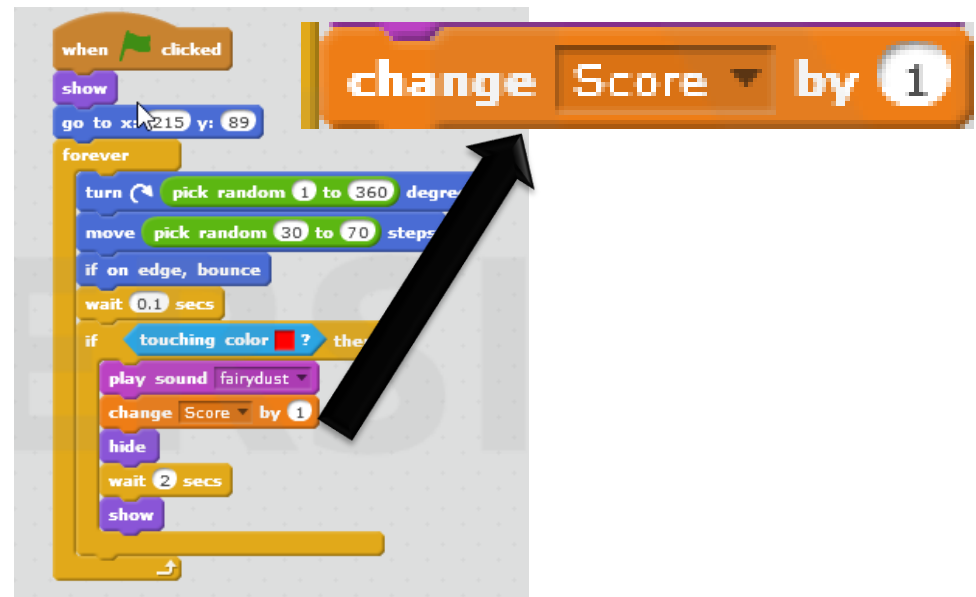 when clicked
show
go to x: 215 y: 89
forever
turn pick random 1 to 360
move pick random 30 to 70 steps
if on edge, bounce
wait 0.1 secs
if touching color ?
play sound fairydust
change Score by 1
hide
wait 2 secs
show
change Score by 1